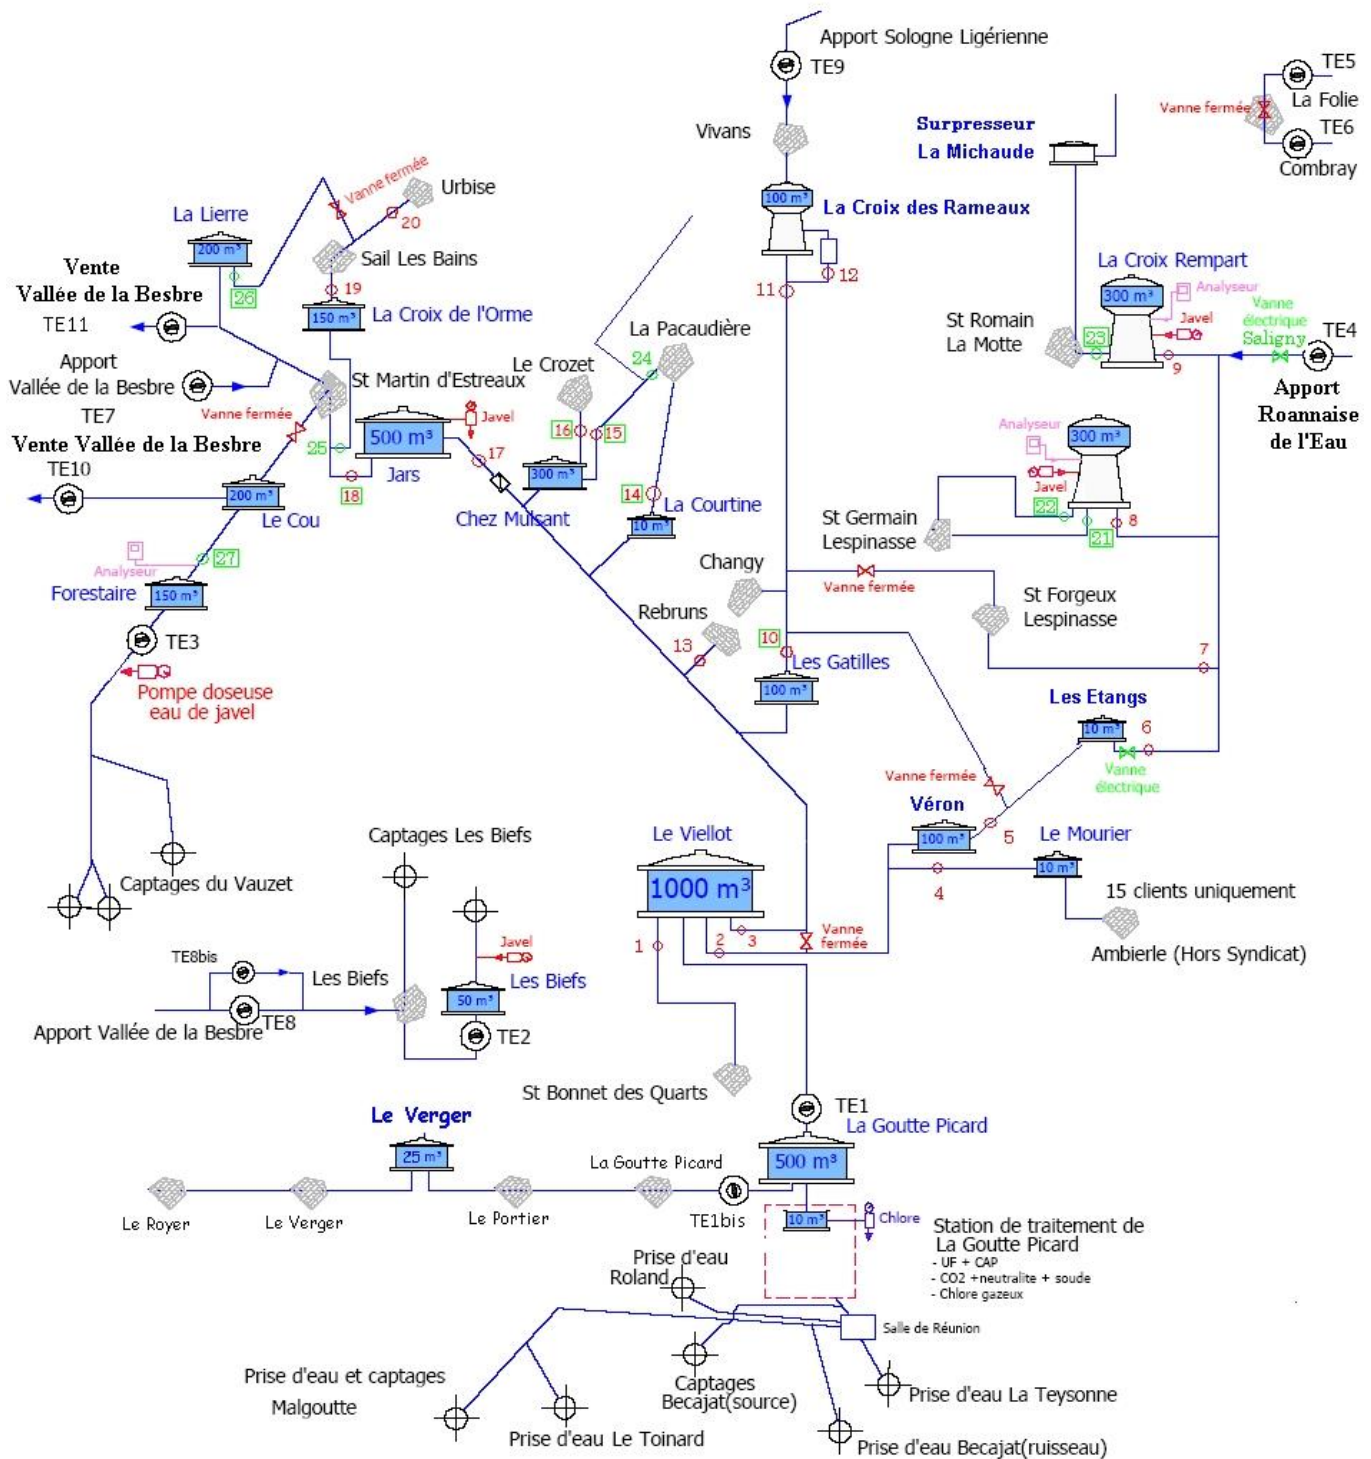 Apport Sologne Ligérienne
TE9
TE5
La Folie
Vanne fermée
TE6
Combray
Vivans
Surpresseur
La Michaude
100 m³
La Croix des Rameaux
12
11
Vanne fermée
Urbise
20
La Lierre
200 m³
Sail Les Bains
26
19
Vente
Vallée de la Besbre
TE11
150 m³
La Croix de l'Orme
Apport
Vallée de la Besbre
TE7
St Martin d'Estreaux
Vanne fermée
Vente Vallée de la Besbre
TE10
25
18
500 m³
Javel
Jars
17
200 m³
Le Cou
27
Analyseur
Forestaire
150 m³
TE3
Pompe doseuse
eau de javel
Captages du Vauzet
La Pacaudière
24
Le Crozet
16
15
300 m³
Chez Mulsant
14
La Courtine
10 m³
La Croix Rempart
300 m³
Analyseur
Javel
Vanne
électrique
Saligny
TE4
St Romain
La Motte
23
9
Apport
Roannaise
de l'Eau
Analyseur
300 m³
Javel
22
21
8
St Germain
Lespinasse
Changy
Vanne fermée
St Forgeux
Lespinasse
Rebruns
13
10
Les Gatilles
100 m³
7
Les Etangs
10 m³
6
Vanne
électrique
Vanne fermée
Véron
100 m³
5
Le Mourier
10 m³
4
15 clients uniquement
Ambierle (Hors Syndicat)
Le Viellot
1000 m³
1
2
3
Vanne
fermée
Captages Les Biefs
Javel
Les Biefs
50 m³
TE2
TE8bis
Les Biefs
TE8
Apport Vallée de la Besbre
St Bonnet des Quarts
TE1
La Goutte Picard
500 m³
Le Verger
25 m³
La Goutte Picard
Le Royer
Le Verger
Le Portier
TE1bis
10 m³
Chlore
Station de traitement de
La Goutte Picard
- UF + CAP
- CO2 +neutralite + soude
- Chlore gazeux
Prise d'eau
Roland
Salle de Réunion
Prise d'eau et captages
Malgoutte
Captages
Becajat(source)
Prise d'eau La Teysonne
Prise d'eau Le Toinard
Prise d'eau Becajat(ruisseau)